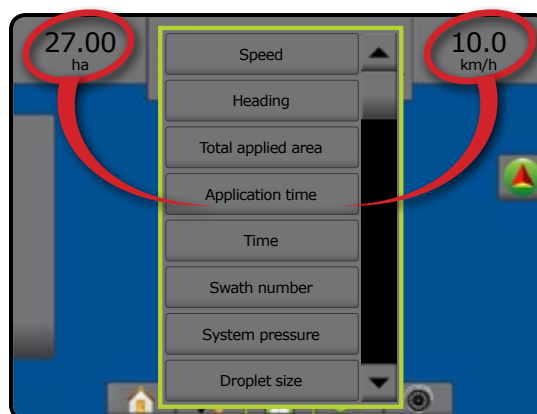 27.00
ha
10.0
km/h
Speed
Heading
Total applied area
Application time
Time
Swath number
System pressure
Droplet size